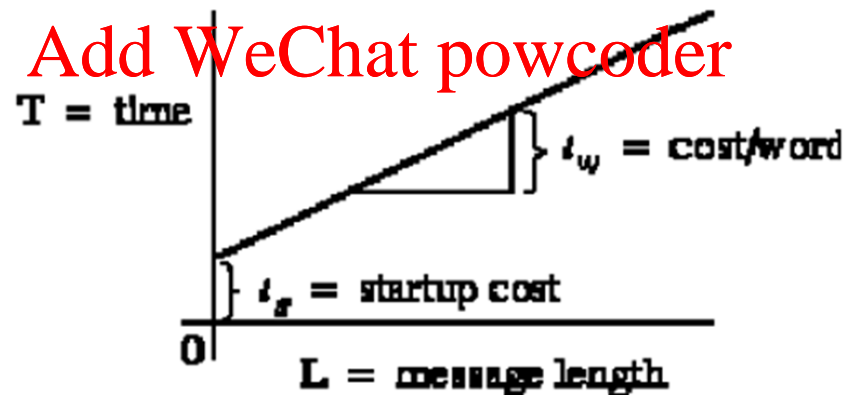 Add WeChat powcoder
T = time
t_w = cost/word
t_s = startup cost
0
L = message length